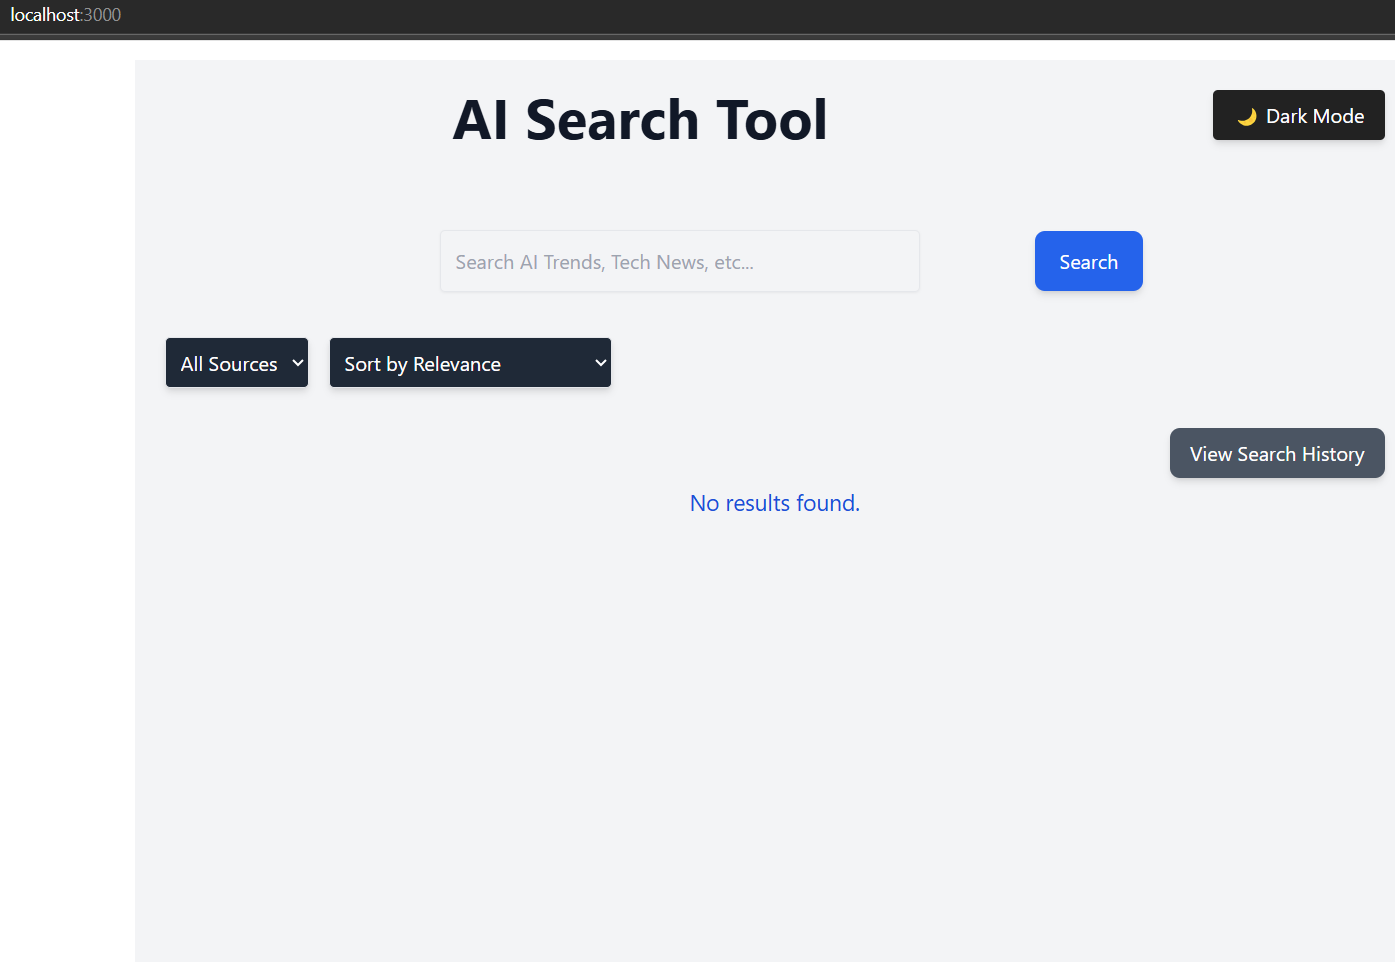 localhost:3000
AI Search Tool
🌙 Dark Mode
Search AI Trends, Tech News, etc...
Search
All Sources
Sort by Relevance
View Search History
No results found.